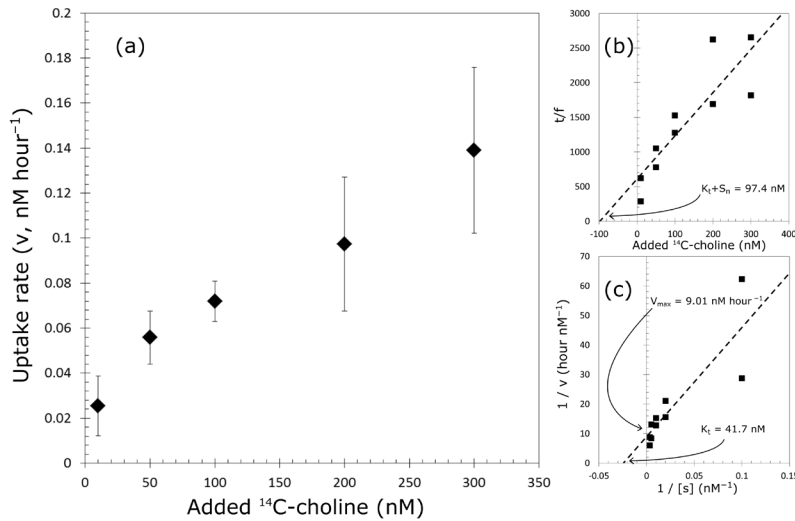 (a)
0.2
0.18
0.16
0.14
0.12
0.1
0.08
0.06
0.04
0.02
0
Uptake rate (v, nM hour⁻¹)
0 50 100 150 200 250 300 350
Added ¹⁴C-choline (nM)
(b)
3000
2500
2000
1500
1000
500
0
t/f
Kₜ+Sₙ = 97.4 nM
-100 0 100 200 300 400
Added ¹⁴C-choline (nM)
(c)
70
60
50
40
30
20
10
0
1 / v (hour nM⁻¹)
Vₘₐₓ = 9.01 nM hour⁻¹
Kₜ = 41.7 nM
-0.05 0 0.05 0.1 0.15
1 / [s] (nM⁻¹)